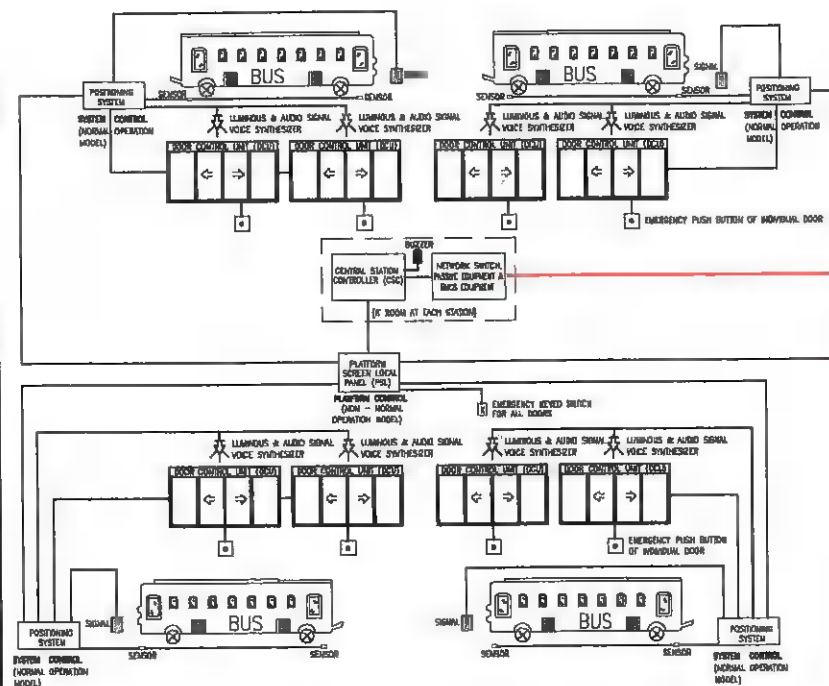 BUS
BUS
POSITIONING
SYSTEM
SENSOR
SENSOR
SIGNAL
POSITIONING
SYSTEM
SYSTEM CONTROL
(NORMAL OPERATION
MODEL)
LUMINOUS & AUDIO SIGNAL
VOICE SYNTHESIZER
LUMINOUS & AUDIO SIGNAL
VOICE SYNTHESIZER
LUMINOUS & AUDIO SIGNAL
VOICE SYNTHESIZER
LUMINOUS & AUDIO SIGNAL
VOICE SYNTHESIZER
SYSTEM CONTROL
(NORMAL OPERATION
MODEL)
DOOR CONTROL UNIT (DCU)
DOOR CONTROL UNIT (DCU)
DOOR CONTROL UNIT (DCU)
DOOR CONTROL UNIT (DCU)
EMERGENCY PUSH BUTTON OF INDIVIDUAL DOOR
BUZZER
CENTRAL STATION
CONTROLLER (CSC)
NETWORK SWITCH,
PASSIVE EQUIPMENT &
EQUIPMENT
ROOM AT EACH STATION)
PLATFORM
SCREEN LOCAL
PANEL (PSL)
PLATFORM CONTROL
(NON - NORMAL
OPERATION MODEL)
EMERGENCY KEYED SWITCH
FOR ALL DOORS
LUMINOUS & AUDIO SIGNAL
VOICE SYNTHESIZER
LUMINOUS & AUDIO SIGNAL
VOICE SYNTHESIZER
LUMINOUS & AUDIO SIGNAL
VOICE SYNTHESIZER
LUMINOUS & AUDIO SIGNAL
VOICE SYNTHESIZER
DOOR CONTROL UNIT (DCU)
DOOR CONTROL UNIT (DCU)
DOOR CONTROL UNIT (DCU)
DOOR CONTROL UNIT (DCU)
EMERGENCY PUSH BUTTON
OF INDIVIDUAL DOOR
SIGNAL
BUS
SIGNAL
BUS
POSITIONING
SYSTEM
SENSOR
SENSOR
SENSOR
SENSOR
POSITIONING
SYSTEM
SYSTEM CONTROL
(NORMAL OPERATION
MODEL)
SYSTEM CONTROL
(NORMAL OPERATION
MODEL)